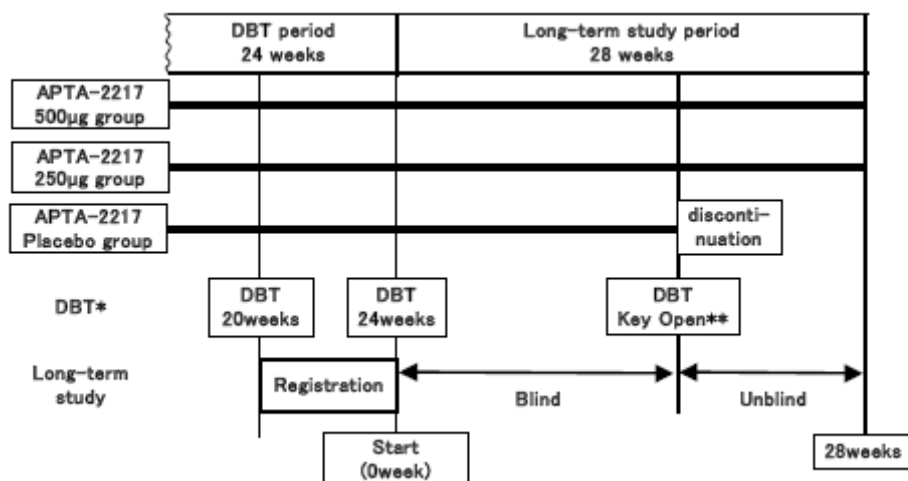 DBT period
24 weeks
Long-term study period
28 weeks
APTA-2217
500μg group
APTA-2217
250μg group
APTA-2217
Placebo group
disconti-
nuation
DBT*
DBT
20weeks
DBT
24weeks
DBT
Key Open**
Long-term
study
Registration
Blind
Unblind
Start
(0week)
28weeks